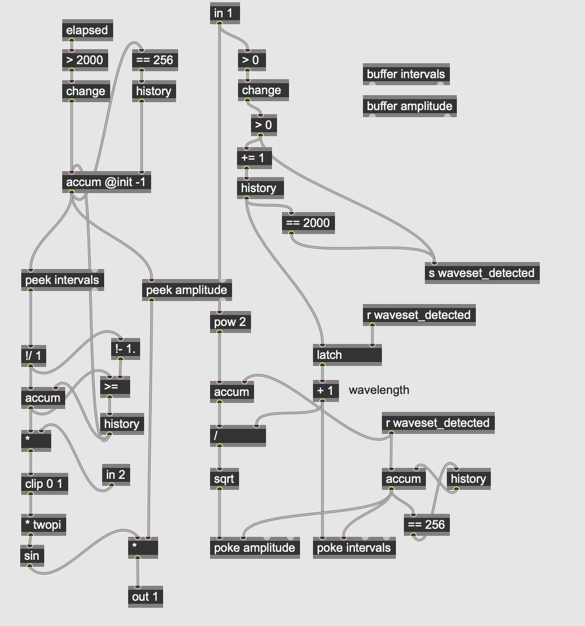 in 1
elapsed
> 2000
== 256
> 0
change
history
change
buffer intervals
buffer amplitude
> 0
+= 1
accum @init -1
history
== 2000
s waveset_detected
peek intervals
peek amplitude
r waveset_detected
pow 2
!/ 1
!- 1.
latch
>=
accum
accum
+ 1
wavelength
history
r waveset_detected
*
/
in 2
clip 0 1
sqrt
accum
history
* twopi
== 256
sin
*
poke amplitude
poke intervals
out 1